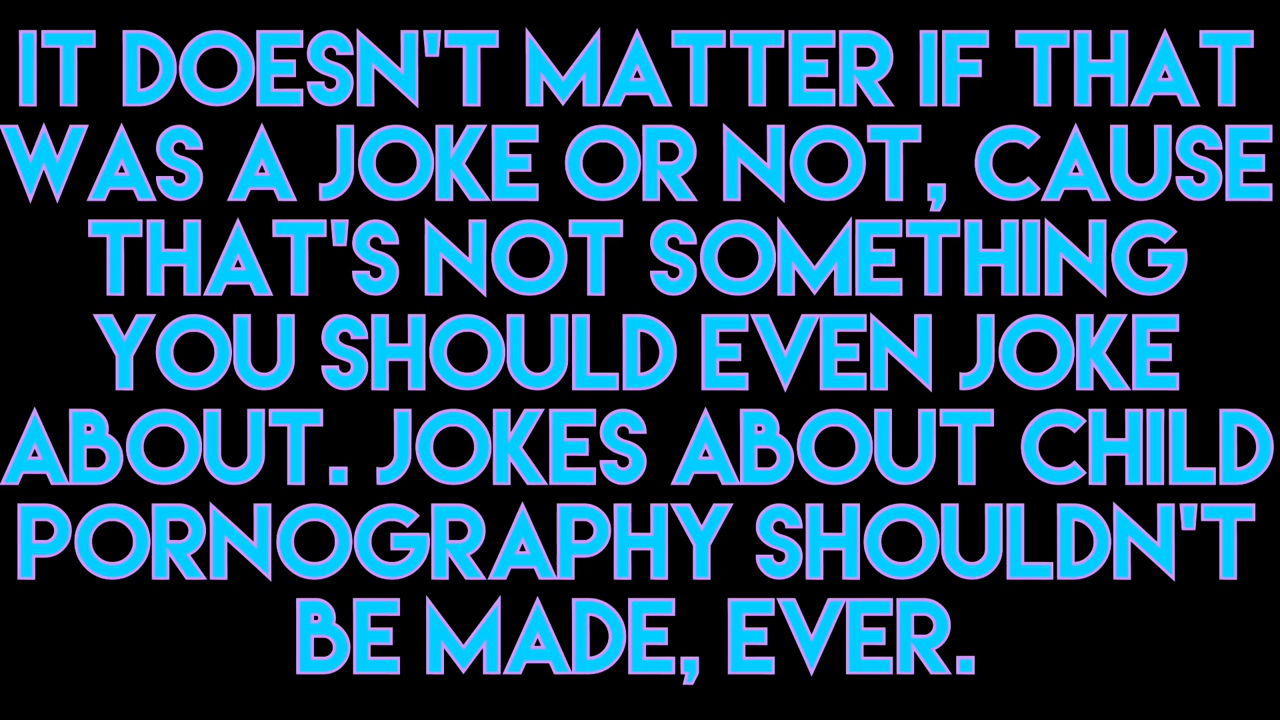 IT DOESN'T MATTER IF THAT
WAS A JOKE OR NOT, CAUSE
THAT'S NOT SOMETHING
YOU SHOULD EVEN JOKE
ABOUT. JOKES ABOUT CHILD
PORNOGRAPHY SHOULDN'T
BE MADE, EVER.